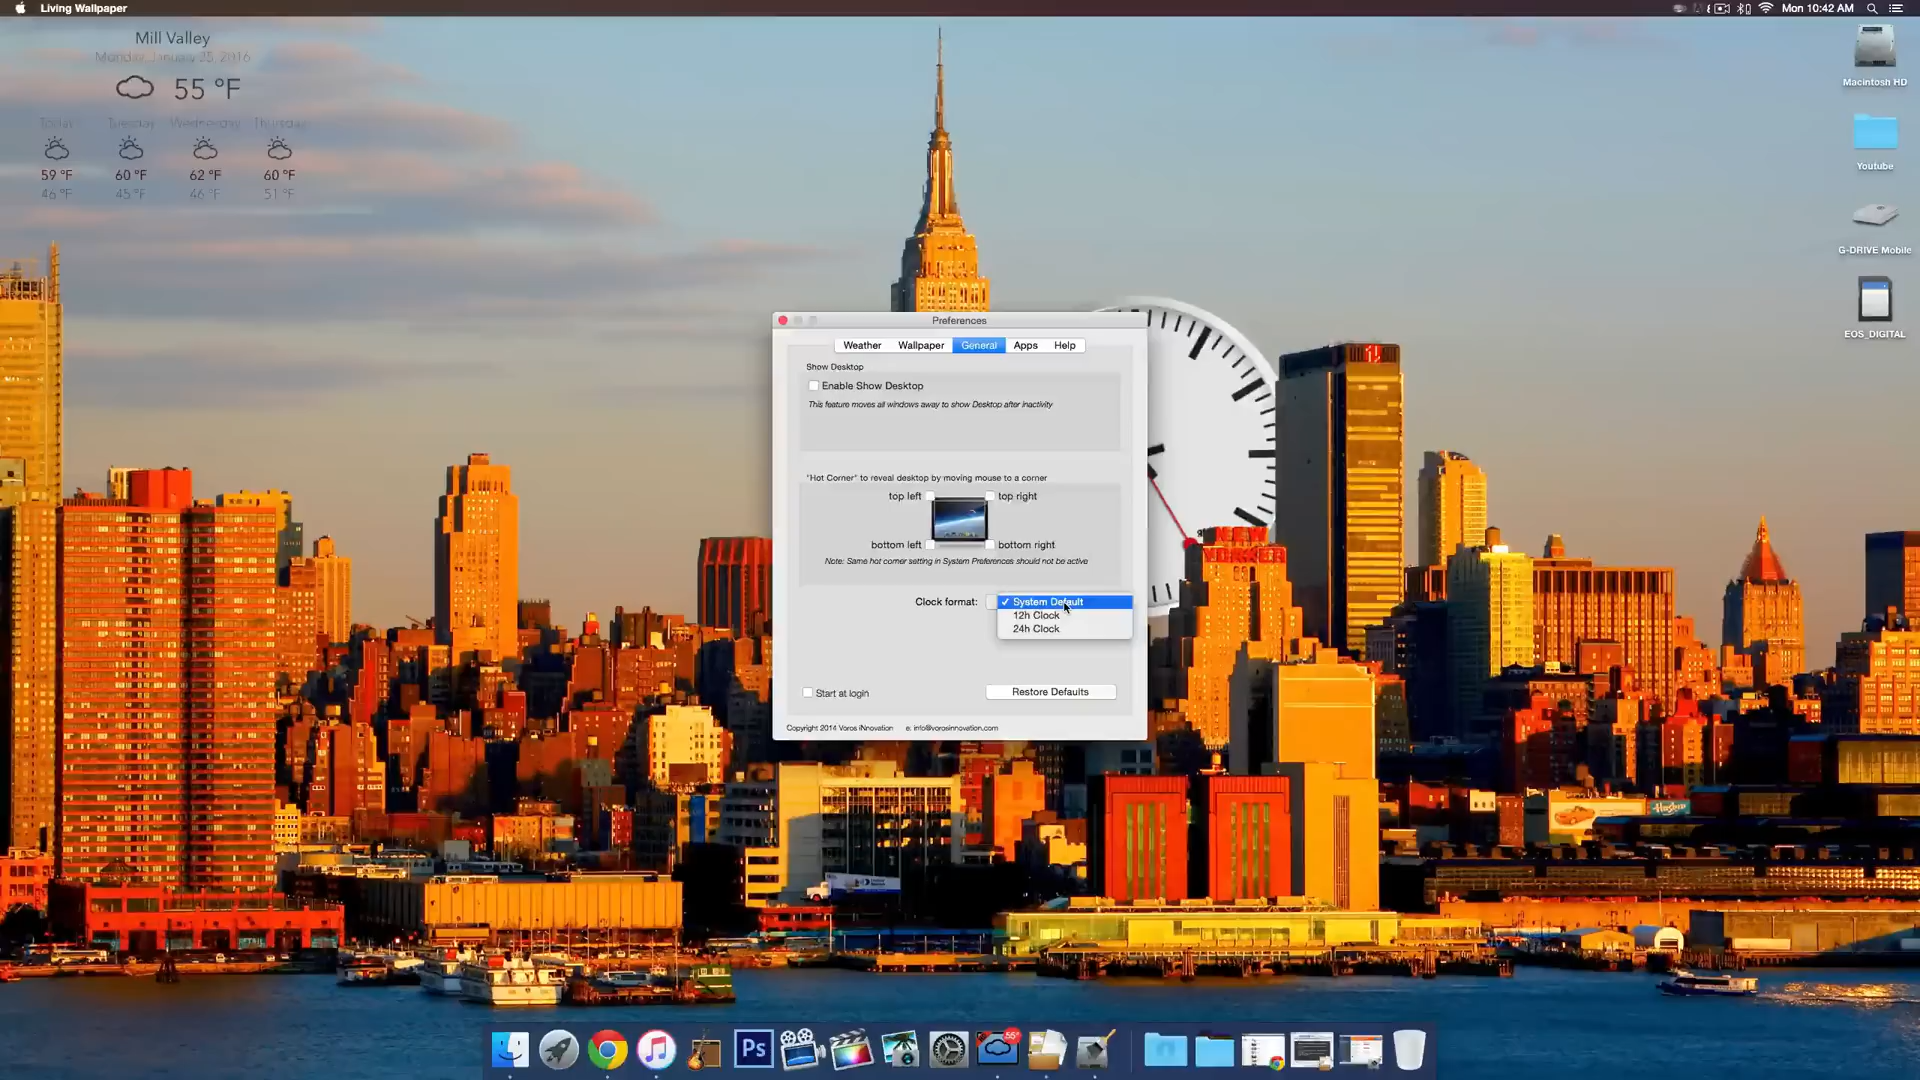 Living Wallpaper
Mon 10:42 AM
Mill Valley
Monday, January 25, 2016
55 °F
Today Tuesday Wednesday Thursday
59 °F 60 °F 62 °F 60 °F
46 °F 45 °F 46 °F 51 °F
Macintosh HD
Youtube
G-DRIVE Mobile
EOS_DIGITAL
Preferences
Weather Wallpaper General Apps Help
Show Desktop
Enable Show Desktop
This feature moves all windows away to show Desktop after inactivity
"Hot Corner" to reveal desktop by moving mouse to a corner
top left top right
bottom left bottom right
Note: Same hot corner setting in System Preferences should not be active
Clock format: ✓ System Default
12h Clock
24h Clock
Start at login
Restore Defaults
Copyright 2014 Voros iNnovation e: info@vorosinnovation.com
NEW
YORKER
Ps
55°